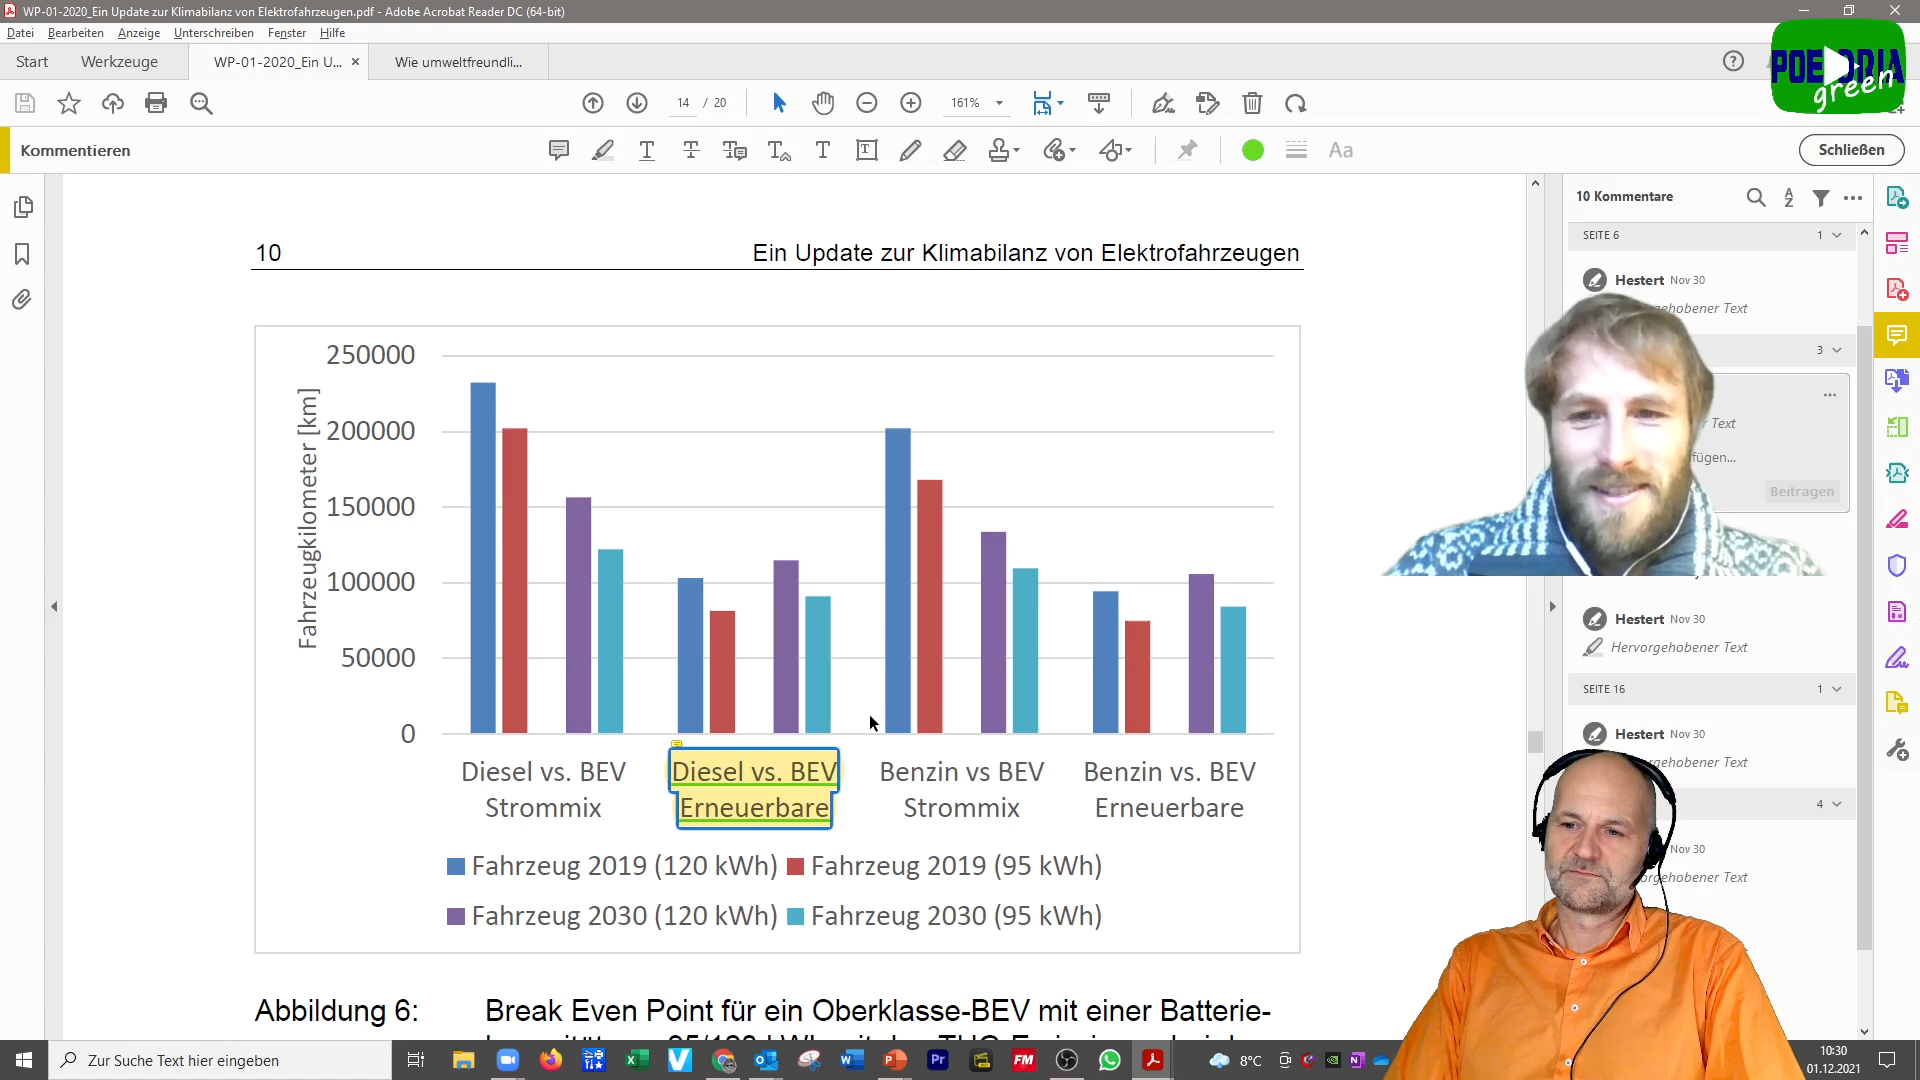 WP-01-2020_Ein Update zur Klimabilanz von Elektrofahrzeugen.pdf - Adobe Acrobat Reader DC (64-bit)
Datei Bearbeiten Anzeige Unterschreiben Fenster Hilfe
Start Werkzeuge WP-01-2020_Ein U... Wie umweltfreundli...
green
14 / 20
161%
Kommentieren
Schließen
10 Kommentare
SEITE 6 1
Hestert Nov 30
3
Text
fügen...
Beitragen
Hestert Nov 30
Hervorgehobener Text
SEITE 16 1
Hestert Nov 30
4
Nov 30
10 Ein Update zur Klimabilanz von Elektrofahrzeugen
Fahrzeugkilometer [km]
250000
200000
150000
100000
50000
0
Diesel vs. BEV Strommix
Diesel vs. BEV Erneuerbare
Benzin vs BEV Strommix
Benzin vs. BEV Erneuerbare
Fahrzeug 2019 (120 kWh) Fahrzeug 2019 (95 kWh)
Fahrzeug 2030 (120 kWh) Fahrzeug 2030 (95 kWh)
Abbildung 6: Break Even Point für ein Oberklasse-BEV mit einer Batterie-
Zur Suche Text hier eingeben
8°C
10:30
01.12.2021